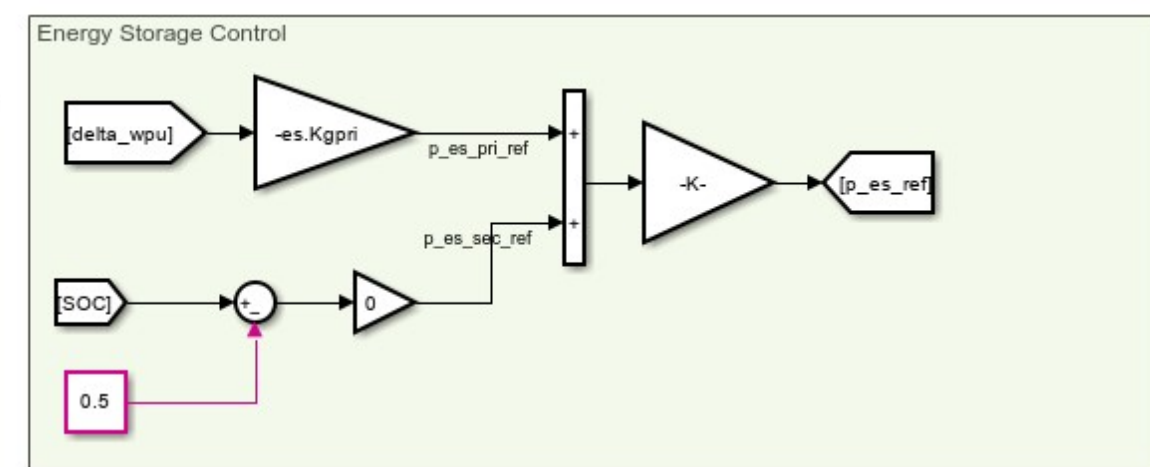 Energy Storage Control
[delta_wpu]
-es.Kgpri
p_es_pri_ref
+
-K-
[p_es_ref]
+
p_es_sec_ref
[SOC]
+_
0
0.5